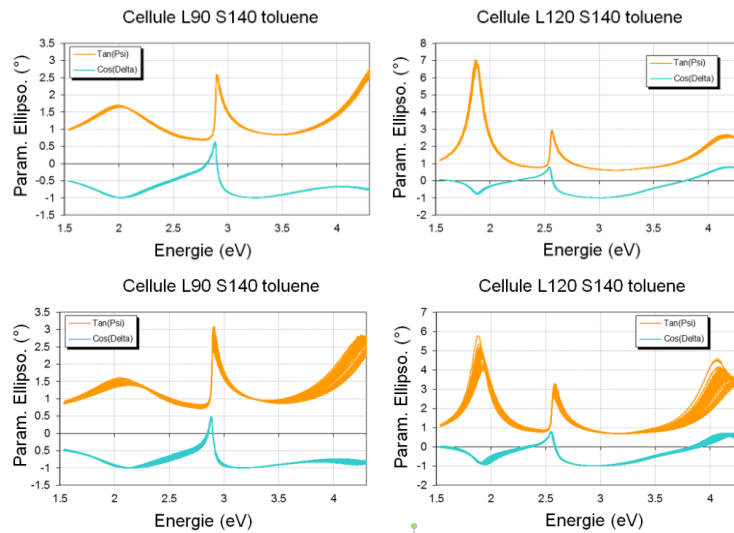 Cellule L90 S140 toluene
Param. Ellipso. (°)
3.5
3
2.5
2
1.5
1
0.5
0
-0.5
-1
-1.5
Tan(Psi)
Cos(Delta)
1.5 2 2.5 3 3.5 4
Energie (eV)
Cellule L120 S140 toluene
Param. Ellipso. (°)
8
7
6
5
4
3
2
1
0
-1
-2
Tan(Psi)
Cos(Delta)
1.5 2 2.5 3 3.5 4
Energie (eV)
Cellule L90 S140 toluene
Param. Ellipso. (°)
3.5
3
2.5
2
1.5
1
0.5
0
-0.5
-1
-1.5
Tan(Psi)
Cos(Delta)
1.5 2 2.5 3 3.5 4
Energie (eV)
Cellule L120 S140 toluene
Param. Ellipso. (°)
7
6
5
4
3
2
1
0
-1
-2
Tan(Psi)
Cos(Delta)
1.5 2 2.5 3 3.5 4
Energie (eV)